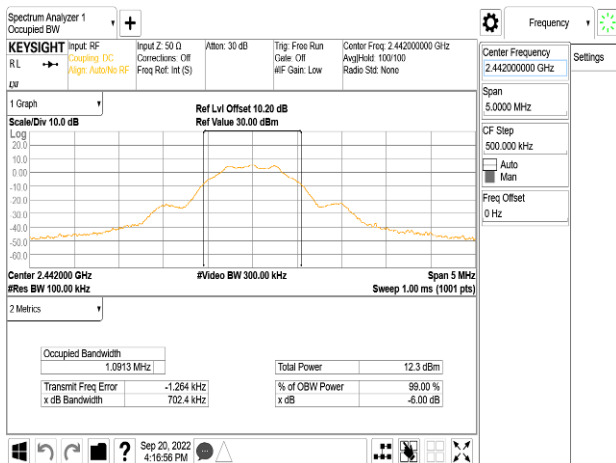 Spectrum Analyzer 1
Occupied BW
Frequency
KEYSIGHT
RL
LXI
Input: RF
Coupling: DC
Align: Auto/No RF
Input Z: 50 Ω
Corrections: Off
Freq Ref: Int (S)
Atten: 30 dB
Trig: Free Run
Gate: Off
#IF Gain: Low
Center Freq: 2.442000000 GHz
Avg|Hold: 100/100
Radio Std: None
Center Frequency
2.442000000 GHz
Settings
Span
5.0000 MHz
CF Step
500.000 kHz
Auto
Man
Freq Offset
0 Hz
1 Graph
Scale/Div 10.0 dB
Ref Lvl Offset 10.20 dB
Ref Value 30.00 dBm
Log
20.0
10.0
0.00
-10.0
-20.0
-30.0
-40.0
-50.0
-60.0
Center 2.442000 GHz
#Video BW 300.00 kHz
Span 5 MHz
#Res BW 100.00 kHz
Sweep 1.00 ms (1001 pts)
2 Metrics
Occupied Bandwidth
1.0913 MHz
Total Power 12.3 dBm
Transmit Freq Error -1.264 kHz
% of OBW Power 99.00 %
x dB Bandwidth 702.4 kHz
x dB -6.00 dB
?
Sep 20, 2022
4:16:56 PM